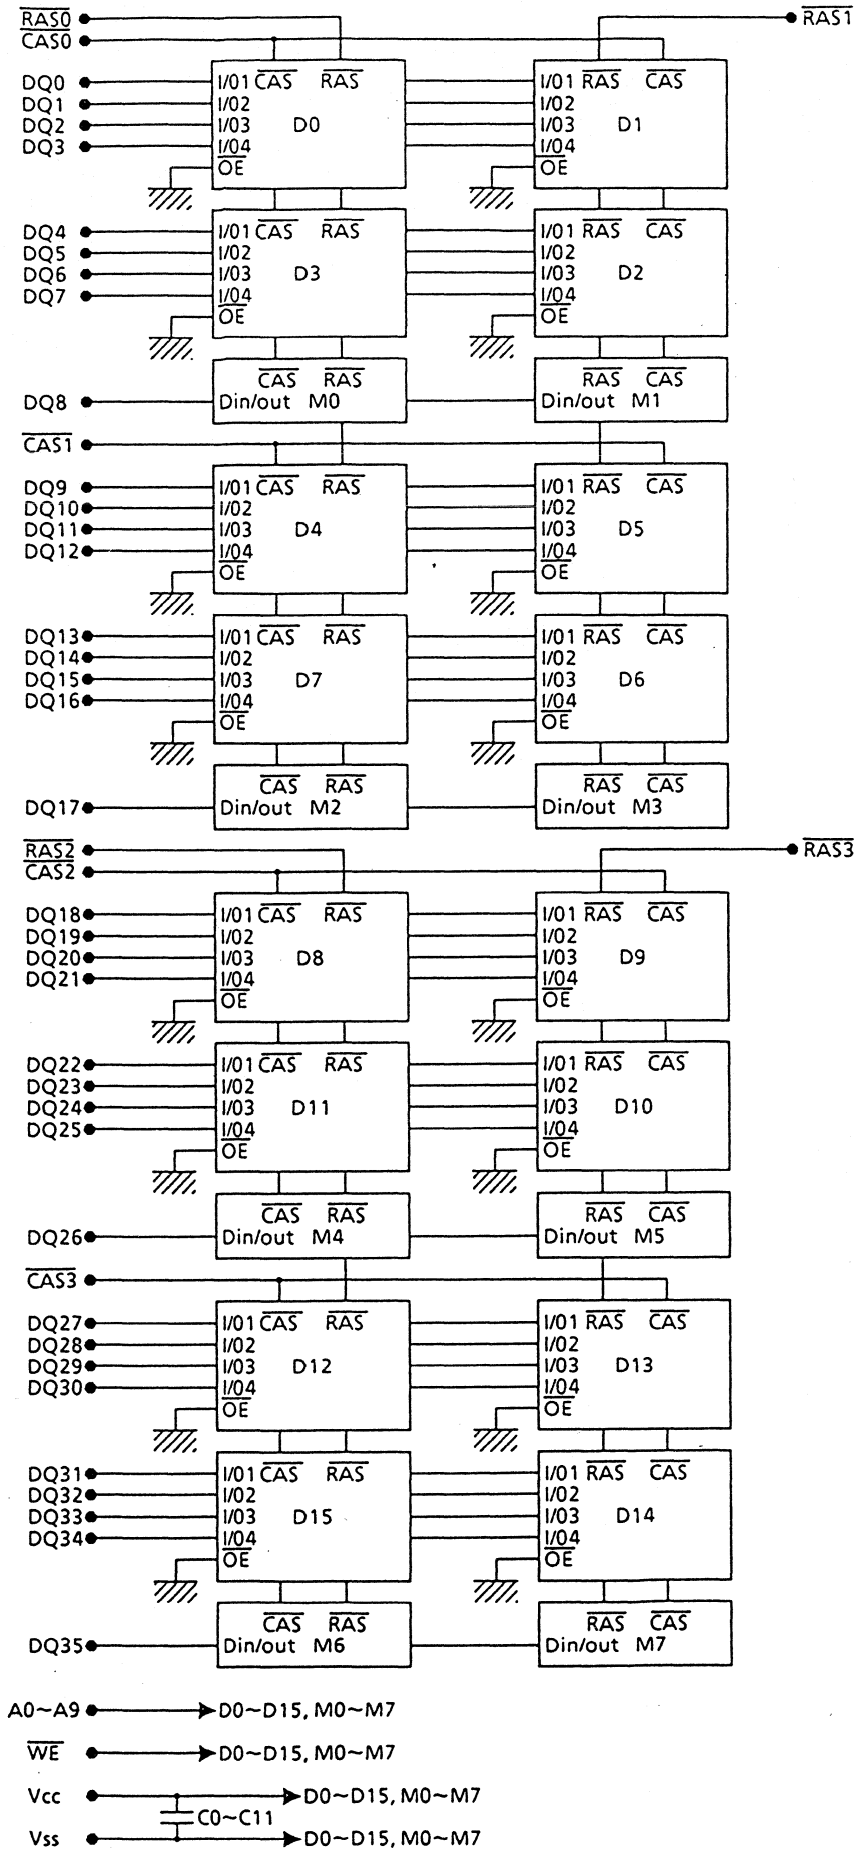 RAS0 RAS1
CAS0
DQ0 I/01 CAS RAS I/01 RAS CAS
DQ1 I/02 I/02
DQ2 I/03 D0 I/03 D1
DQ3 I/04 I/04
OE OE
DQ4 I/01 CAS RAS I/01 RAS CAS
DQ5 I/02 I/02
DQ6 I/03 D3 I/03 D2
DQ7 I/04 I/04
OE OE
CAS RAS RAS CAS
DQ8 Din/out M0 Din/out M1
CAS1
DQ9 I/01 CAS RAS I/01 RAS CAS
DQ10 I/02 I/02
DQ11 I/03 D4 I/03 D5
DQ12 I/04 I/04
OE OE
DQ13 I/01 CAS RAS I/01 RAS CAS
DQ14 I/02 I/02
DQ15 I/03 D7 I/03 D6
DQ16 I/04 I/04
OE OE
CAS RAS RAS CAS
DQ17 Din/out M2 Din/out M3
RAS2 RAS3
CAS2
DQ18 I/01 CAS RAS I/01 RAS CAS
DQ19 I/02 I/02
DQ20 I/03 D8 I/03 D9
DQ21 I/04 I/04
OE OE
DQ22 I/01 CAS RAS I/01 RAS CAS
DQ23 I/02 I/02
DQ24 I/03 D11 I/03 D10
DQ25 I/04 I/04
OE OE
CAS RAS RAS CAS
DQ26 Din/out M4 Din/out M5
CAS3
DQ27 I/01 CAS RAS I/01 RAS CAS
DQ28 I/02 I/02
DQ29 I/03 D12 I/03 D13
DQ30 I/04 I/04
OE OE
DQ31 I/01 CAS RAS I/01 RAS CAS
DQ32 I/02 I/02
DQ33 I/03 D15 I/03 D14
DQ34 I/04 I/04
OE OE
CAS RAS RAS CAS
DQ35 Din/out M6 Din/out M7
A0~A9 D0~D15, M0~M7
WE D0~D15, M0~M7
Vcc D0~D15, M0~M7
C0~C11
Vss D0~D15, M0~M7